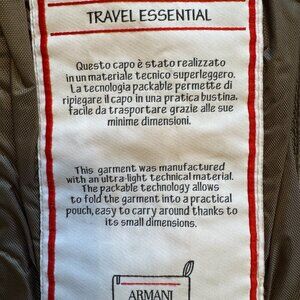 TRAVEL ESSENTIAL
Questo capo è stato realizzato
in un materiale tecnico superleggero.
La tecnologia packable permette di
ripiegare il capo in una pratica bustina,
facile da trasportare grazie alle sue
minime dimensioni.
This garment was manufactured
with an ultra-light technical material.
The packable technology allows
to fold the garment into a practical
pouch, easy to carry around thanks to
its small dimensions.
ARMANI